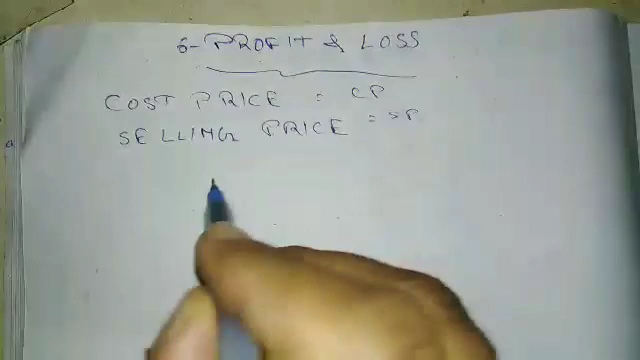 6- PROFIT & LOSS
COST PRICE = CP
SELLING PRICE = SP